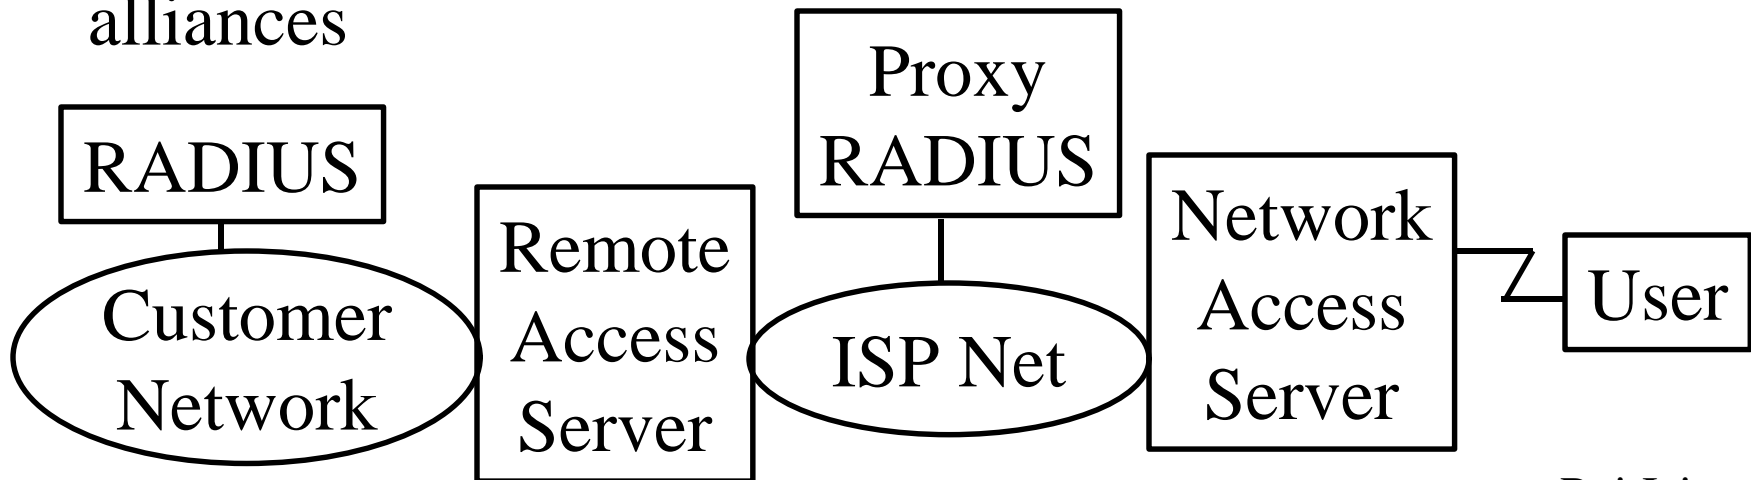 alliances
RADIUS
Customer
Network
Remote
Access
Server
Proxy
RADIUS
ISP Net
Network
Access
Server
User